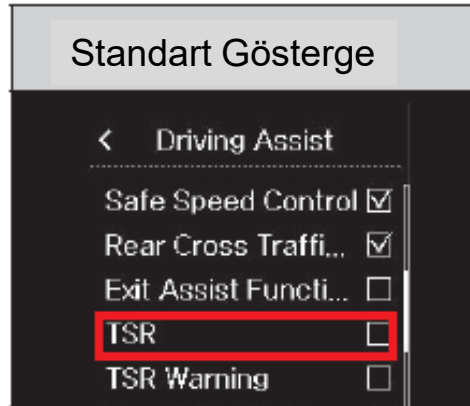 Standart Gösterge
< Driving Assist
Safe Speed Control ☑
Rear Cross Traffi... ☑
Exit Assist Functi... ☐
TSR ☐
TSR Warning ☐